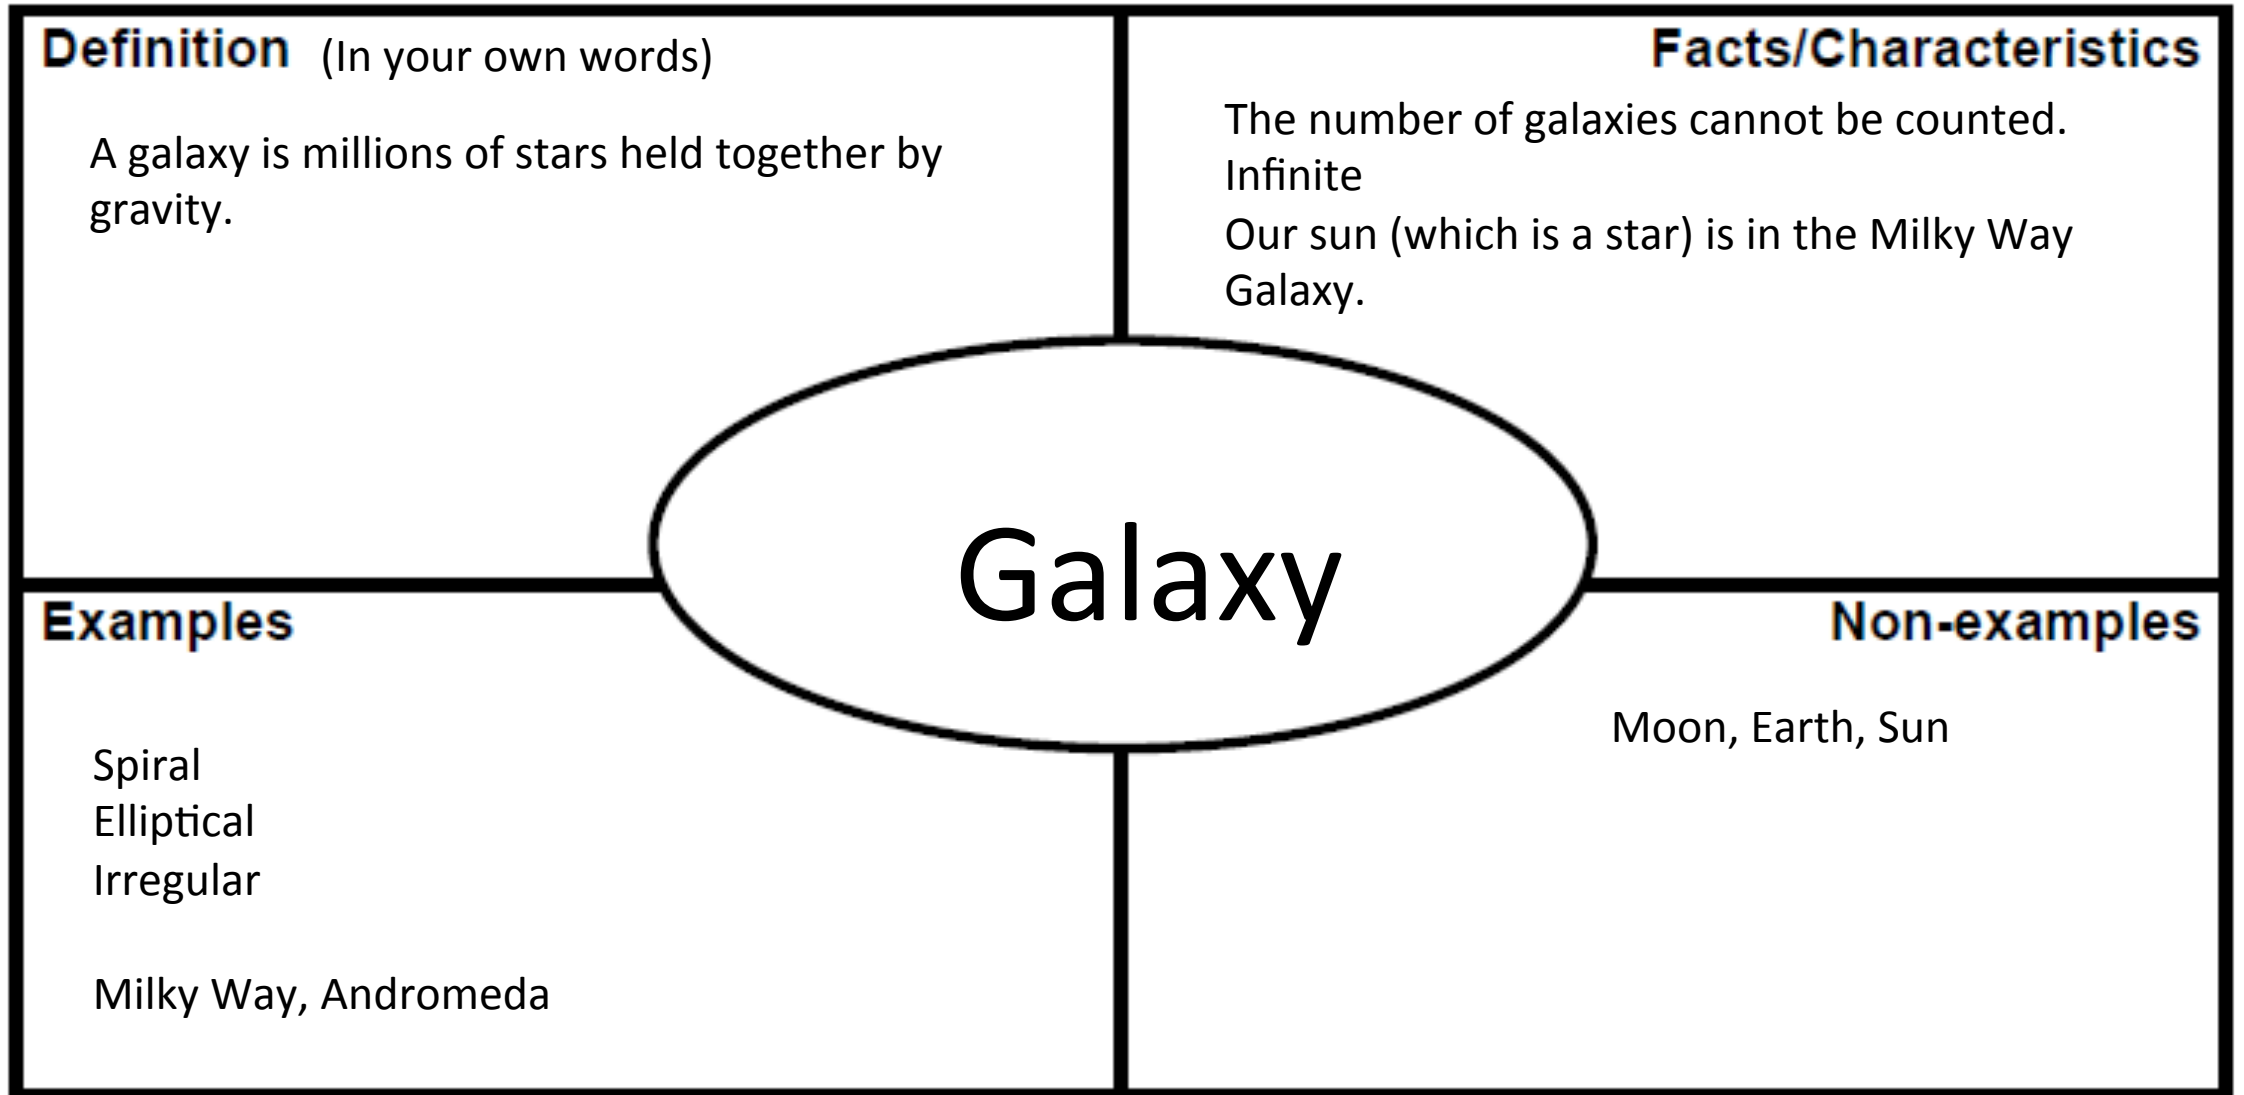 Definition (In your own words)
A galaxy is millions of stars held together by
gravity.
Facts/Characteristics
The number of galaxies cannot be counted.
Infinite
Our sun (which is a star) is in the Milky Way
Galaxy.
Galaxy
Examples
Spiral
Elliptical
Irregular
Milky Way, Andromeda
Non-examples
Moon, Earth, Sun